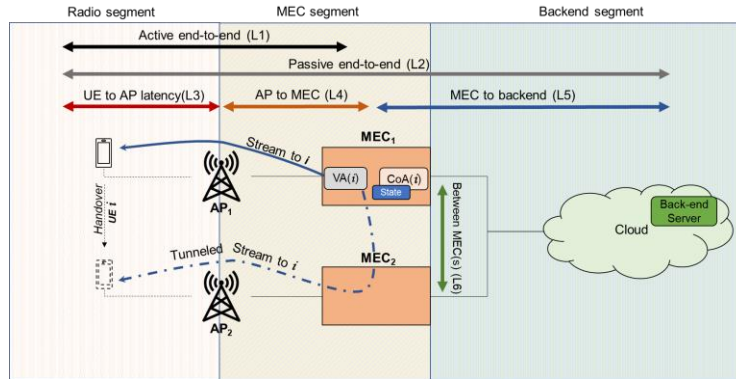 Radio segment
MEC segment
Backend segment
Active end-to-end (L1)
Passive end-to-end (L2)
UE to AP latency(L3)
AP to MEC (L4)
MEC to backend (L5)
MEC1
Stream to i
VA(i)
CoA(i)
State
AP1
Handover
UE i
Between MEC(s) (L6)
Back-end
Server
Cloud
Tunneled Stream to i
MEC2
AP2